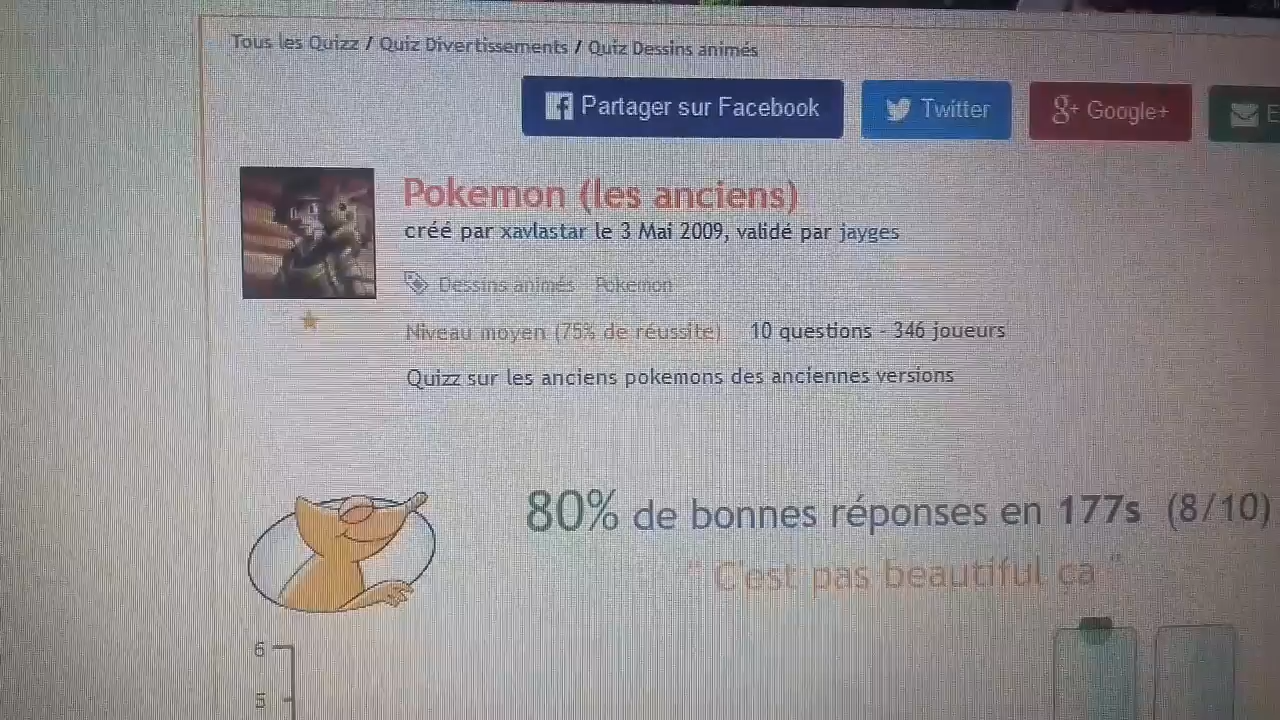 Tous les Quizz / Quiz Divertissements / Quiz Dessins animés
Partager sur Facebook
Twitter
g+ Google+
E
Pokemon (les anciens)
créé par xavlastar le 3 Mai 2009, validé par jayges
Dessins animés Pokemon
Niveau moyen (75% de réussite) 10 questions - 346 joueurs
Quizz sur les anciens pokemons des anciennes versions
80% de bonnes réponses en 177s (8/10)
" C'est pas beautiful ça "
6
5